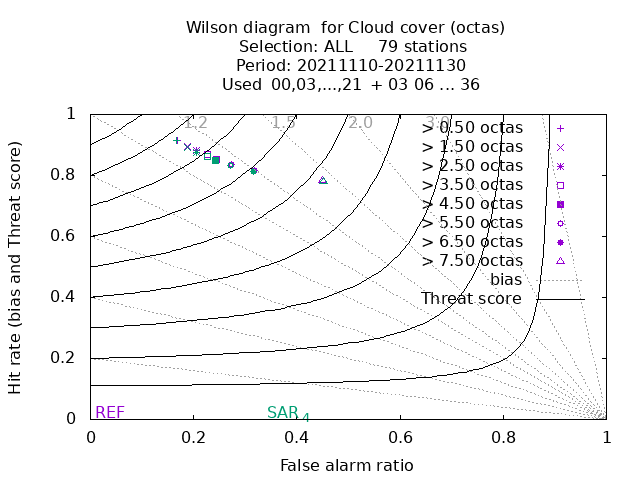 Wilson diagram for Cloud cover (octas)
Selection: ALL 79 stations
Period: 20211110-20211130
Used 00,03,...,21 + 03 06 ... 36
Hit rate (bias and Threat score)
1
0.8
0.6
0.4
0.2
0
1.2 1.5 2.0 3.0
> 0.50 octas
> 1.50 octas
> 2.50 octas
> 3.50 octas
> 4.50 octas
> 5.50 octas
> 6.50 octas
> 7.50 octas
bias
Threat score
REF SAR 4
0 0.2 0.4 0.6 0.8 1
False alarm ratio